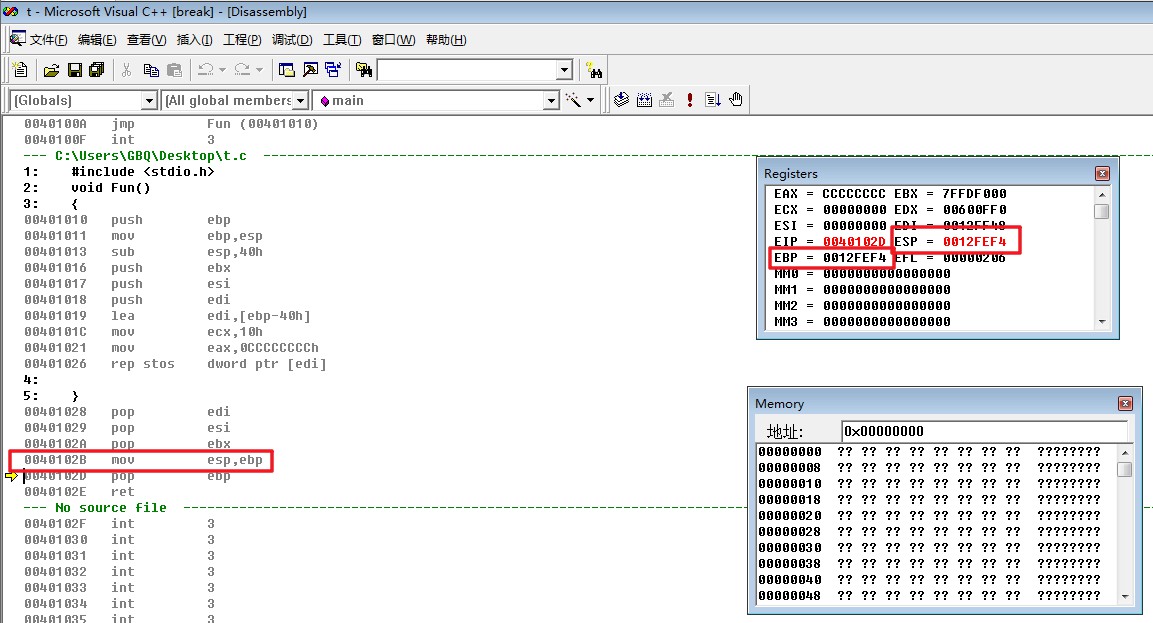 t - Microsoft Visual C++ [break] - [Disassembly]
文件(F) 编辑(E) 查看(V) 插入(I) 工程(P) 调试(D) 工具(T) 窗口(W) 帮助(H)
(Globals) (All global members main
0040100A jmp Fun (00401010)
0040100F int 3
--- C:\Users\GBQ\Desktop\t.c
1: #include <stdio.h>
2: void Fun()
3: {
00401010 push ebp
00401011 mov ebp,esp
00401013 sub esp,40h
00401016 push ebx
00401017 push esi
00401018 push edi
00401019 lea edi,[ebp-40h]
0040101C mov ecx,10h
00401021 mov eax,0CCCCCCCCh
00401026 rep stos dword ptr [edi]
4:
5: }
00401028 pop edi
00401029 pop esi
0040102A pop ebx
0040102B mov esp,ebp
0040102D pop ebp
0040102E ret
--- No source file
0040102F int 3
00401030 int 3
00401031 int 3
00401032 int 3
00401033 int 3
00401034 int 3
00401035 int 3
Registers
EAX = CCCCCCCC EBX = 7FFDF000
ECX = 00000000 EDX = 00600FF0
ESI = 00000000 EDI = 0012FF48
EIP = 0040102D ESP = 0012FEF4
EBP = 0012FEF4 EFL = 00000206
MM0 = 0000000000000000
MM1 = 0000000000000000
MM2 = 0000000000000000
MM3 = 0000000000000000
Memory
地址: 0x00000000
00000000 ?? ?? ?? ?? ?? ?? ?? ?? ????????
00000008 ?? ?? ?? ?? ?? ?? ?? ?? ????????
00000010 ?? ?? ?? ?? ?? ?? ?? ?? ????????
00000018 ?? ?? ?? ?? ?? ?? ?? ?? ????????
00000020 ?? ?? ?? ?? ?? ?? ?? ?? ????????
00000028 ?? ?? ?? ?? ?? ?? ?? ?? ????????
00000030 ?? ?? ?? ?? ?? ?? ?? ?? ????????
00000038 ?? ?? ?? ?? ?? ?? ?? ?? ????????
00000040 ?? ?? ?? ?? ?? ?? ?? ?? ????????
00000048 ?? ?? ?? ?? ?? ?? ?? ?? ????????